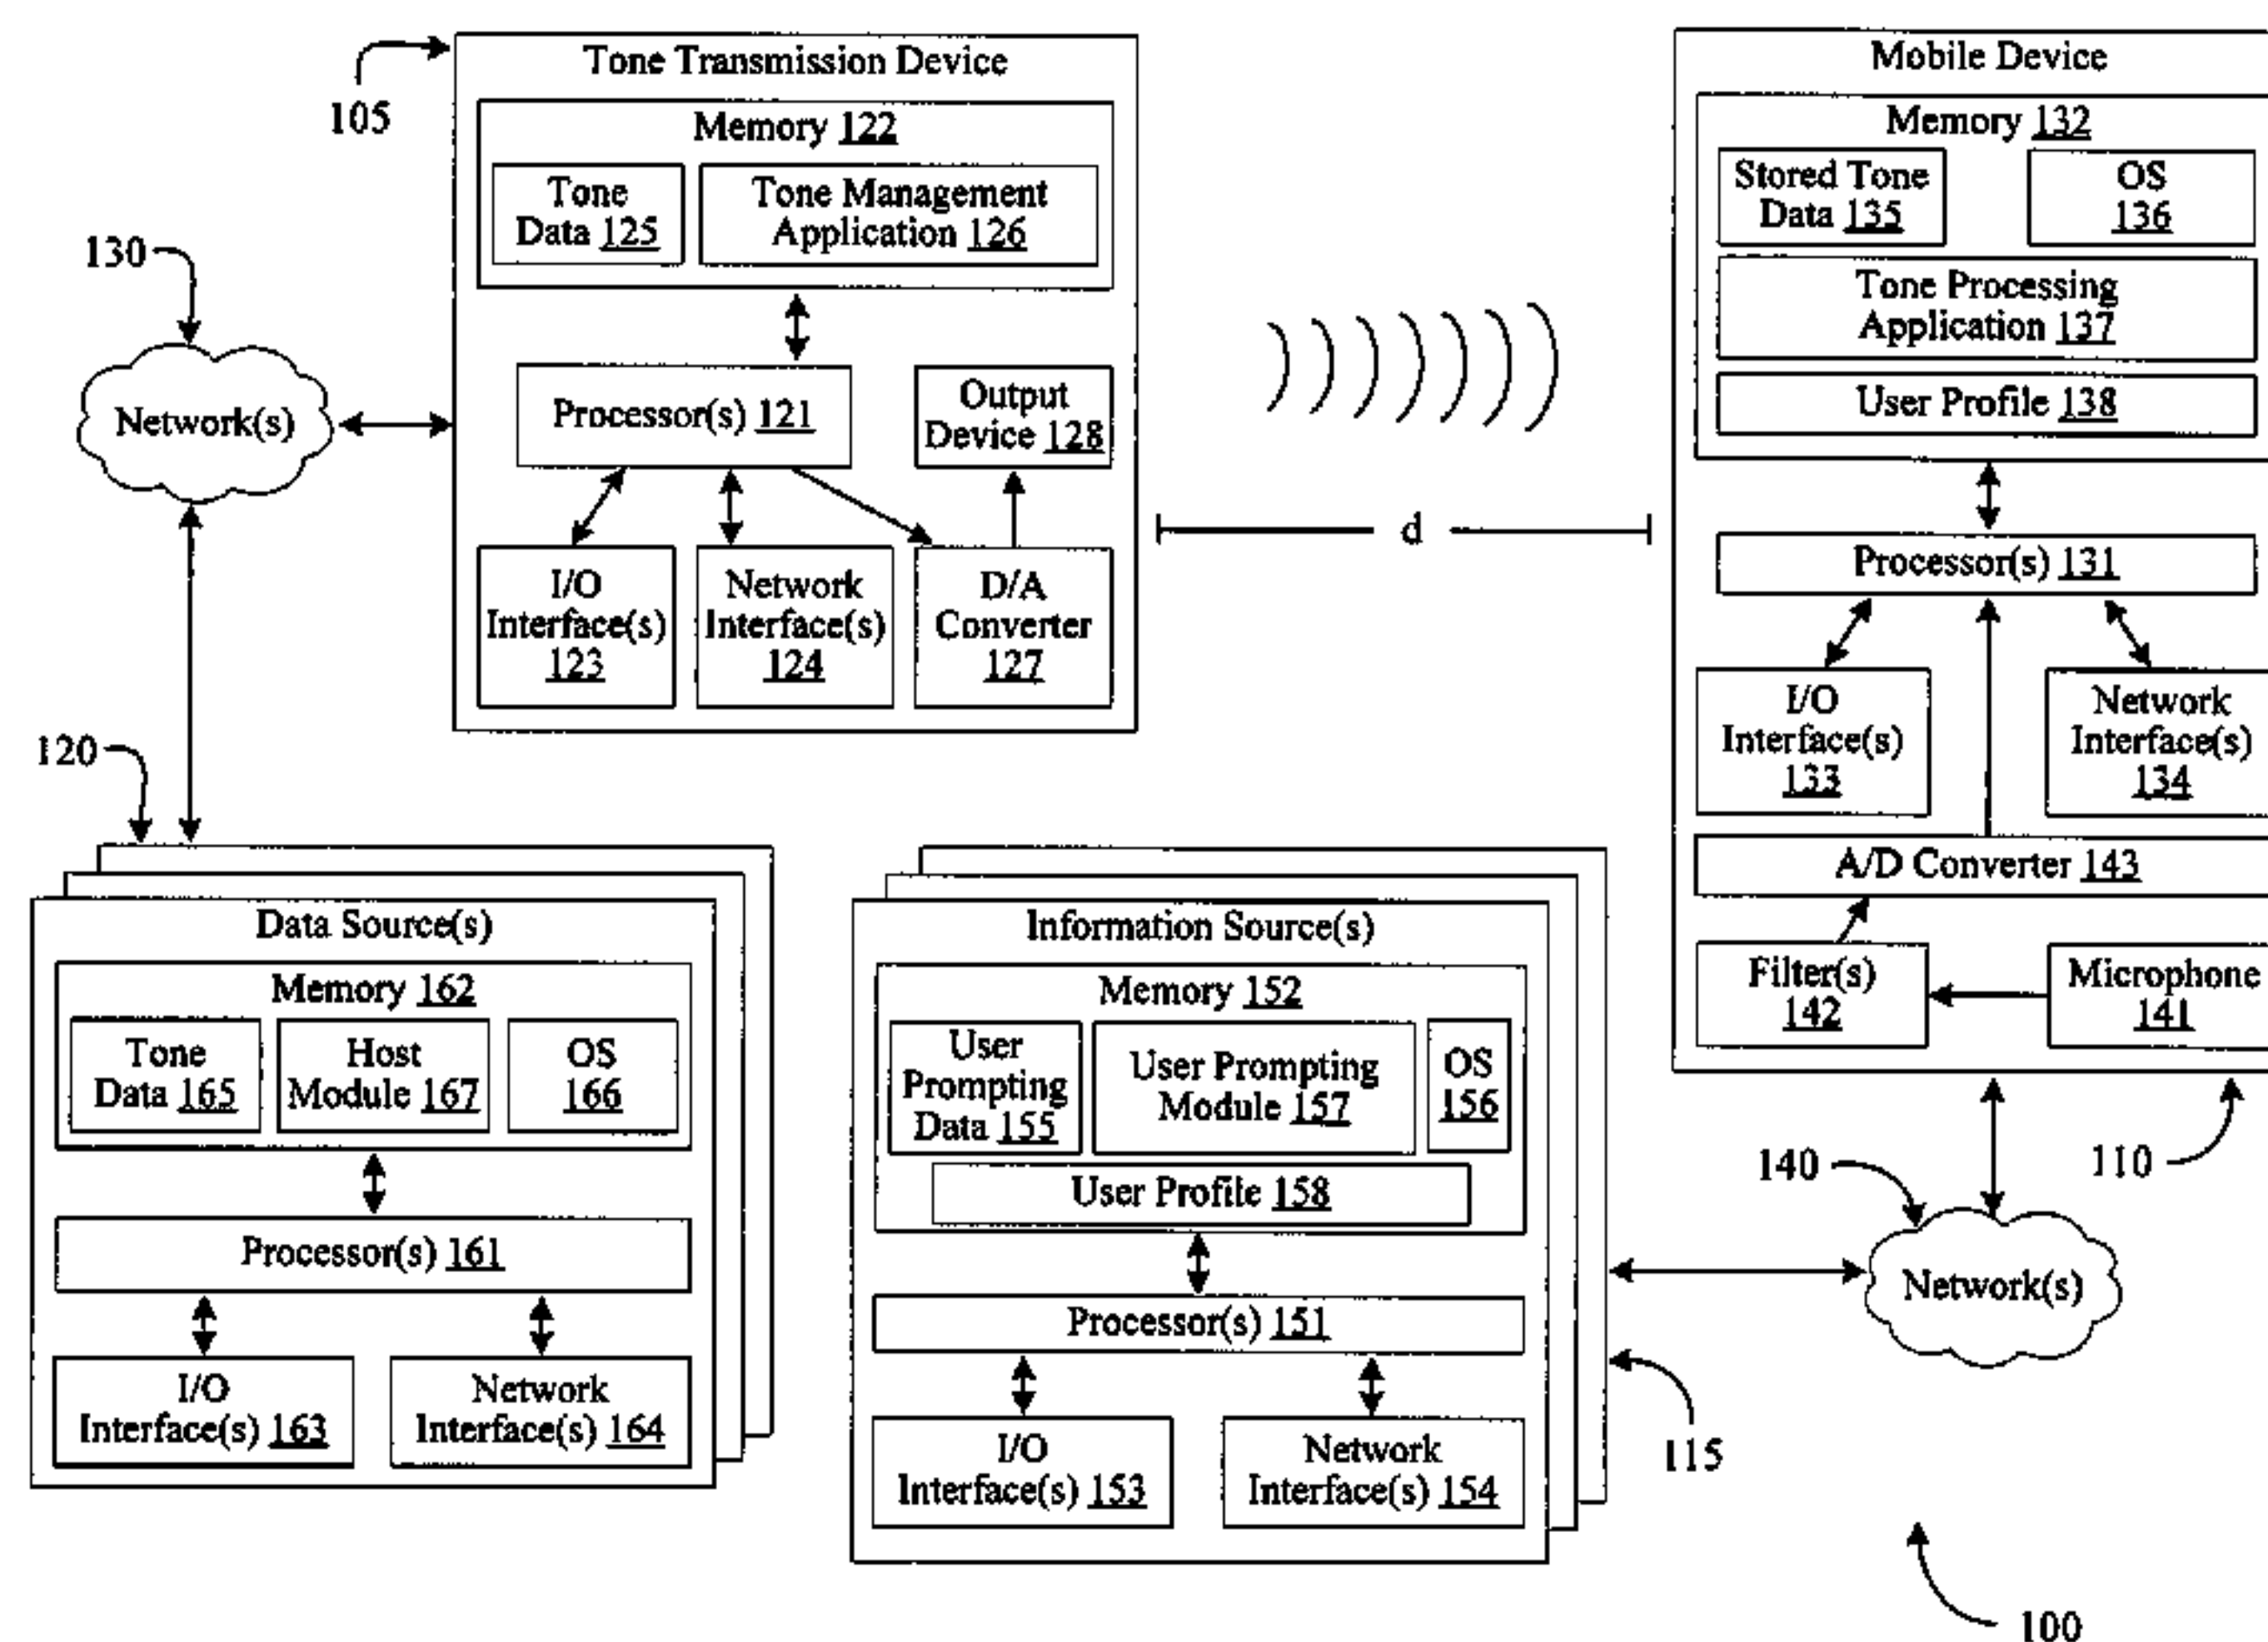 Tone Transmission Device
105
Memory 122
Tone
Data 125
Tone Management
Application 126
Processor(s) 121
Output
Device 128
I/O
Interface(s)
123
Network
Interface(s)
124
D/A
Converter
127
130
Network(s)
d
Mobile Device
Memory 132
Stored Tone
Data 135
OS
136
Tone Processing
Application 137
User Profile 138
Processor(s) 131
I/O
Interface(s)
133
Network
Interface(s)
134
A/D Converter 143
Filter(s)
142
Microphone
141
110
120
Data Source(s)
Memory 162
Tone
Data 165
Host
Module 167
OS
166
Processor(s) 161
I/O
Interface(s) 163
Network
Interface(s) 164
Information Source(s)
Memory 152
User
Prompting
Data 155
User Prompting
Module 157
OS
156
User Profile 158
Processor(s) 151
I/O
Interface(s) 153
Network
Interface(s) 154
115
140
Network(s)
100